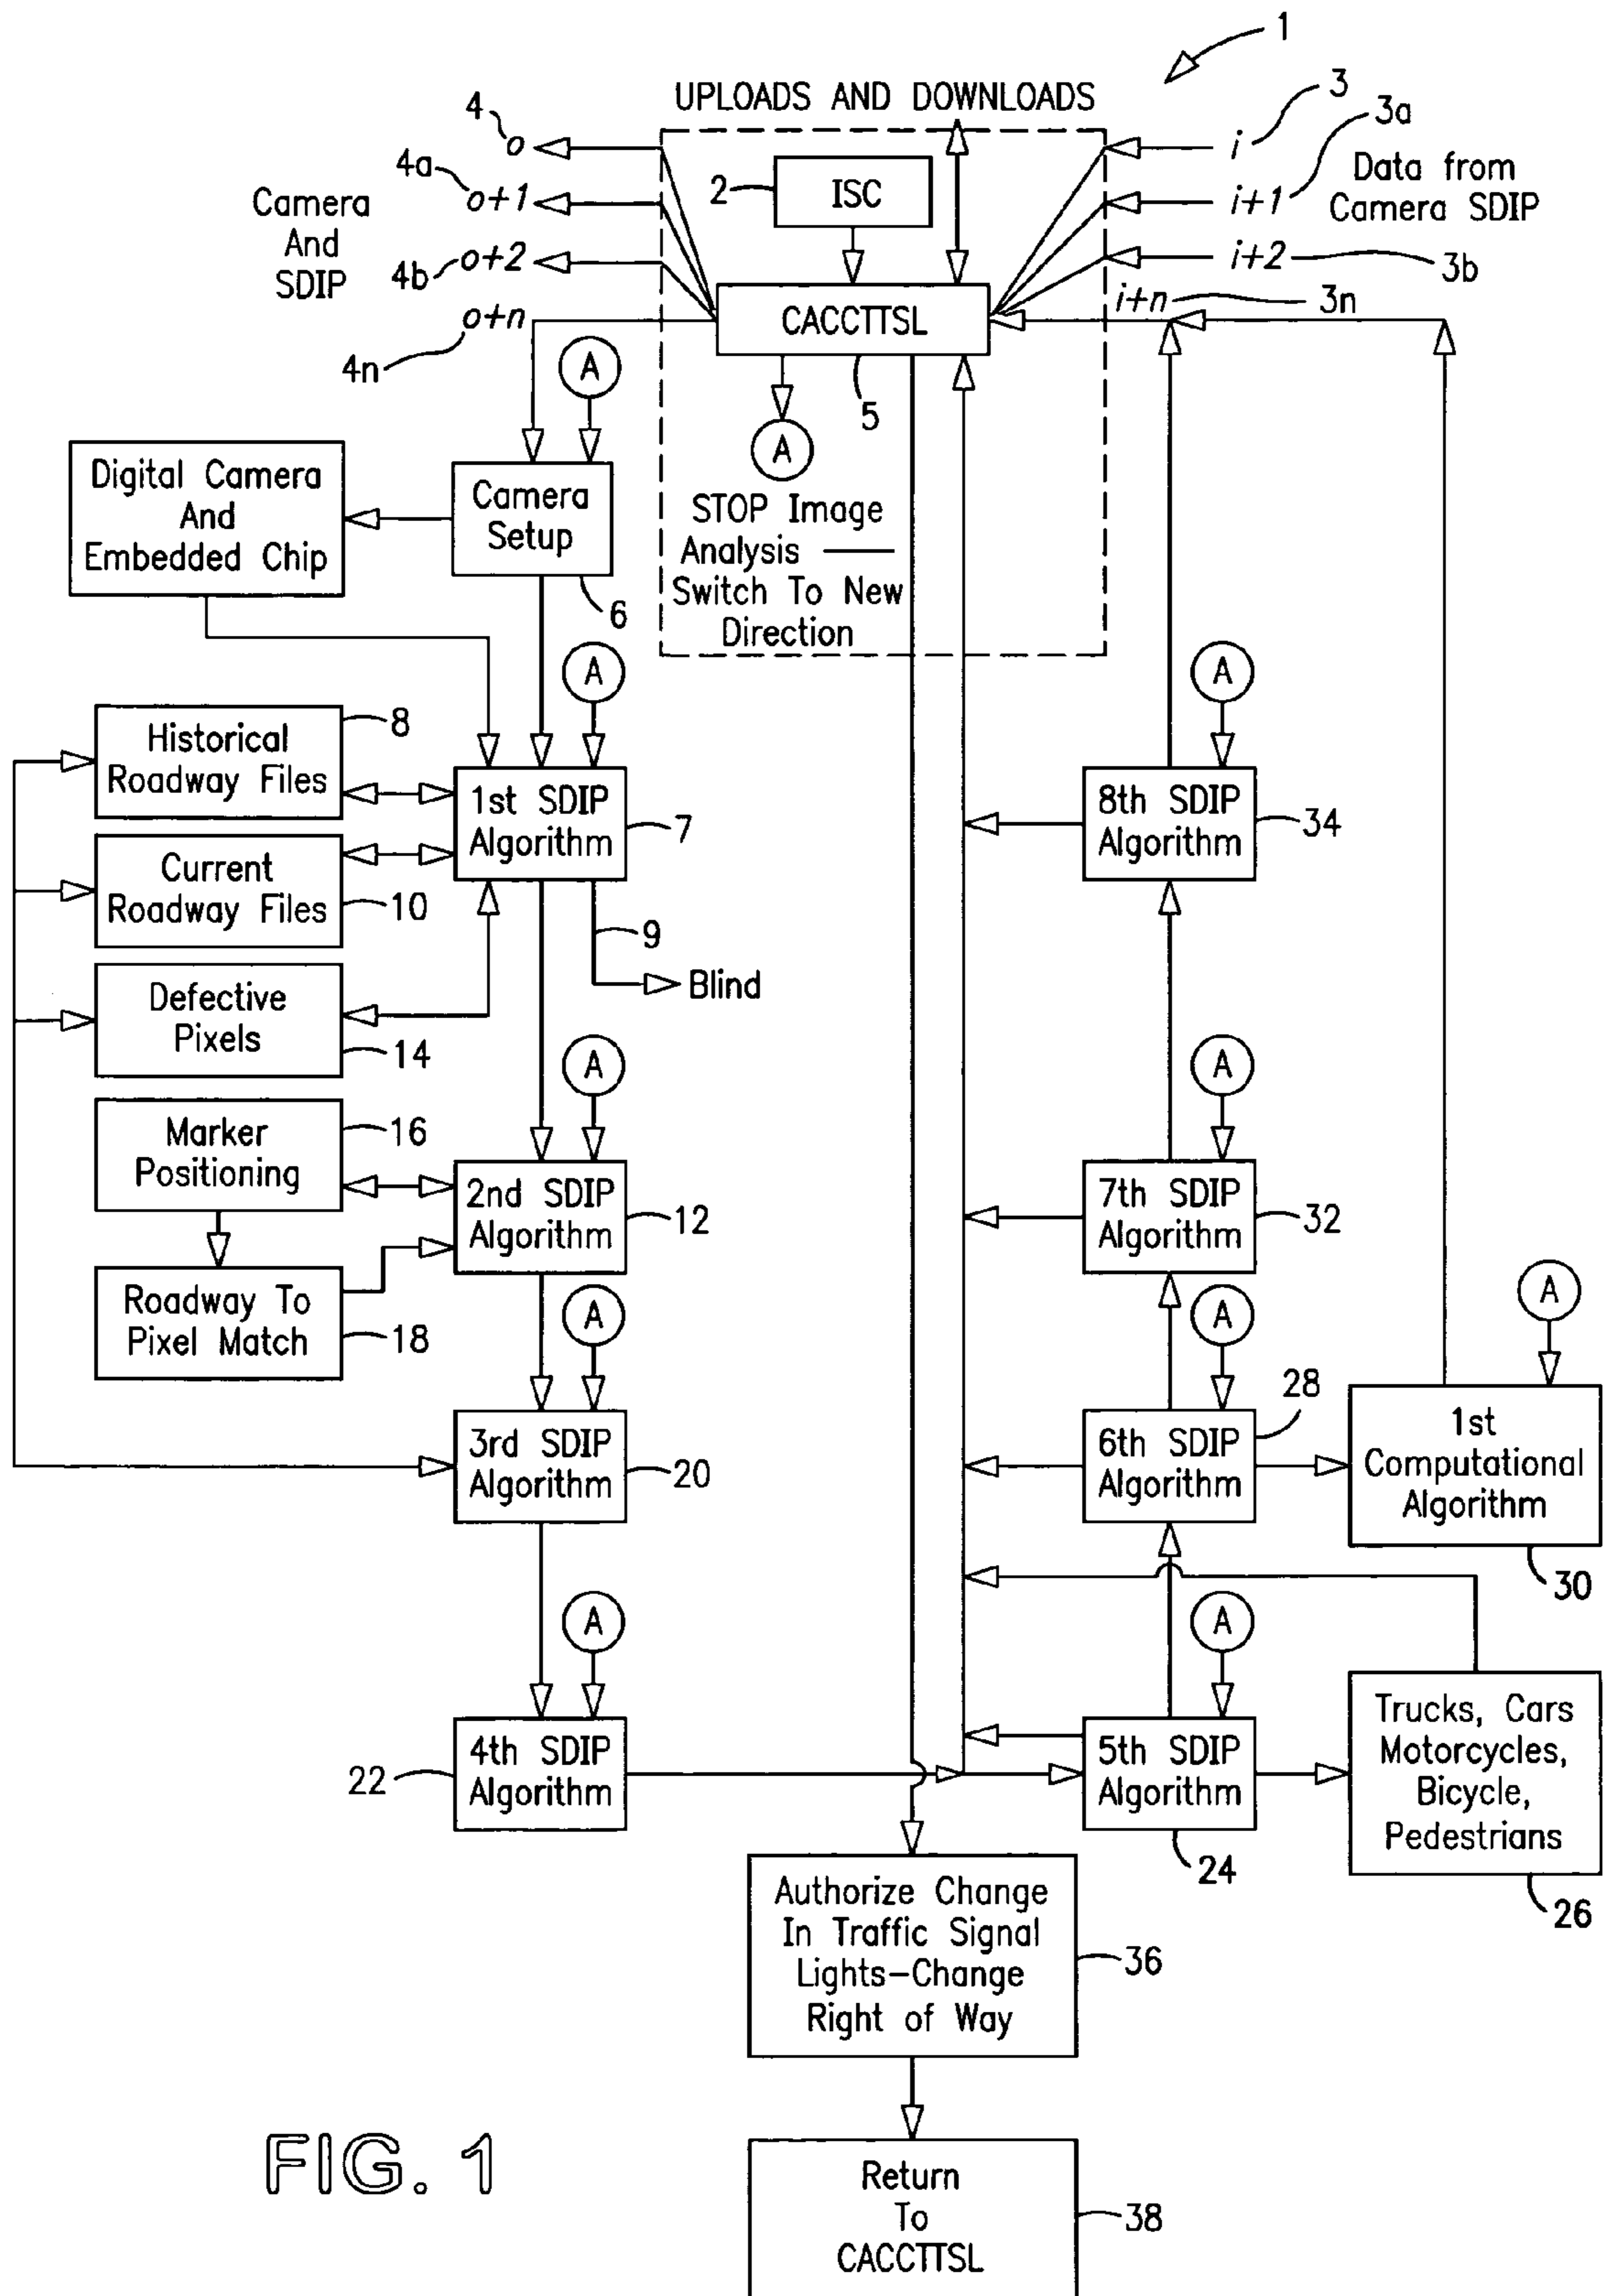 1
UPLOADS AND DOWNLOADS
4
o
4a
o+1
4b
o+2
o+n
4n
Camera
And
SDIP
2
ISC
i
3
i+1
3a
i+2
3b
i+n
3n
Data from
Camera SDIP
CACCTTSL
5
A
A
STOP Image
Analysis —
Switch To New
Direction
Digital Camera
And
Embedded Chip
Camera
Setup
6
A
A
Historical
Roadway Files
8
1st SDIP
Algorithm
7
8th SDIP
Algorithm
34
Current
Roadway Files
10
9
Blind
Defective
Pixels
14
A
A
Marker
Positioning
16
2nd SDIP
Algorithm
12
7th SDIP
Algorithm
32
Roadway To
Pixel Match
18
A
A
A
3rd SDIP
Algorithm
20
6th SDIP
Algorithm
28
1st
Computational
Algorithm
30
A
A
22
4th SDIP
Algorithm
5th SDIP
Algorithm
24
Trucks, Cars
Motorcycles,
Bicycle,
Pedestrians
26
Authorize Change
In Traffic Signal
Lights-Change
Right of Way
36
Return
To
CACCTTSL
38
FIG. 1